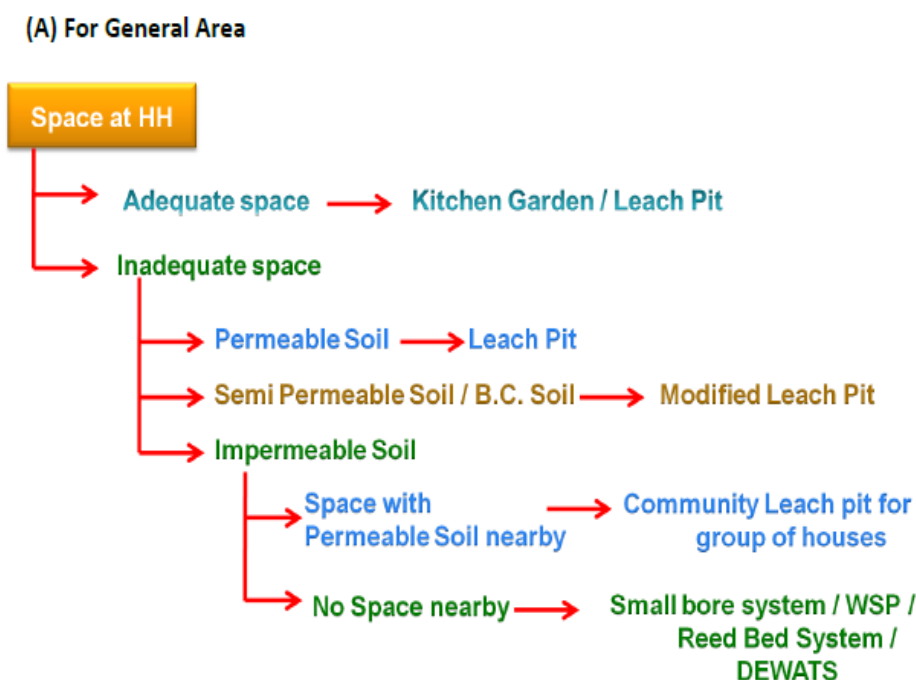 (A) For General Area
Space at HH
Adequate space
Kitchen Garden / Leach Pit
Inadequate space
Permeable Soil
Leach Pit
Semi Permeable Soil / B.C. Soil
Modified Leach Pit
Impermeable Soil
Space with
Permeable Soil nearby
Community Leach pit for
group of houses
No Space nearby
Small bore system / WSP /
Reed Bed System /
DEWATS